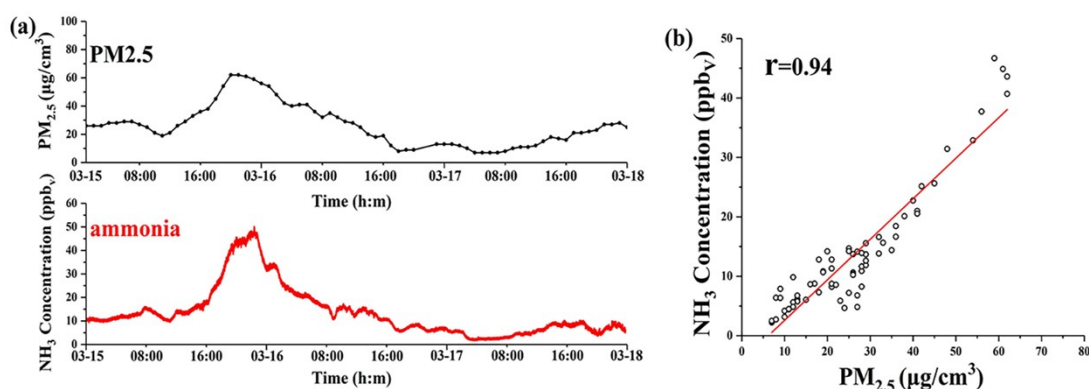 (a)
PM2.5
PM2.5 (μg/cm3)
100
80
60
40
20
0
03-15 08:00 16:00 03-16 08:00 16:00 03-17 08:00 16:00 03-18
Time (h:m)
ammonia
NH3 Concentration (ppbv)
60
50
40
30
20
10
0
03-15 08:00 16:00 03-16 08:00 16:00 03-17 08:00 16:00 03-18
Time (h:m)
(b)
r=0.94
NH3 Concentration (ppbv)
50
40
30
20
10
0
0 10 20 30 40 50 60 70 80
PM2.5 (μg/cm3)